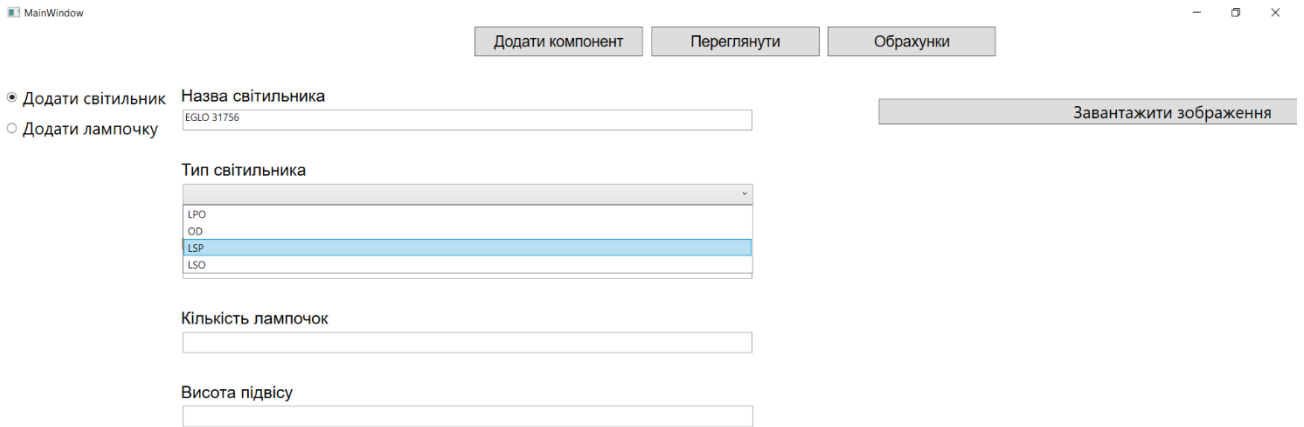 MainWindow
Додати компонент
Переглянути
Обрахунки
Додати світильник
Додати лампочку
Назва світильника
EGLO 31756
Завантажити зображення
Тип світильника
LPO
OD
LSP
LSO
Кількість лампочок
Висота підвісу